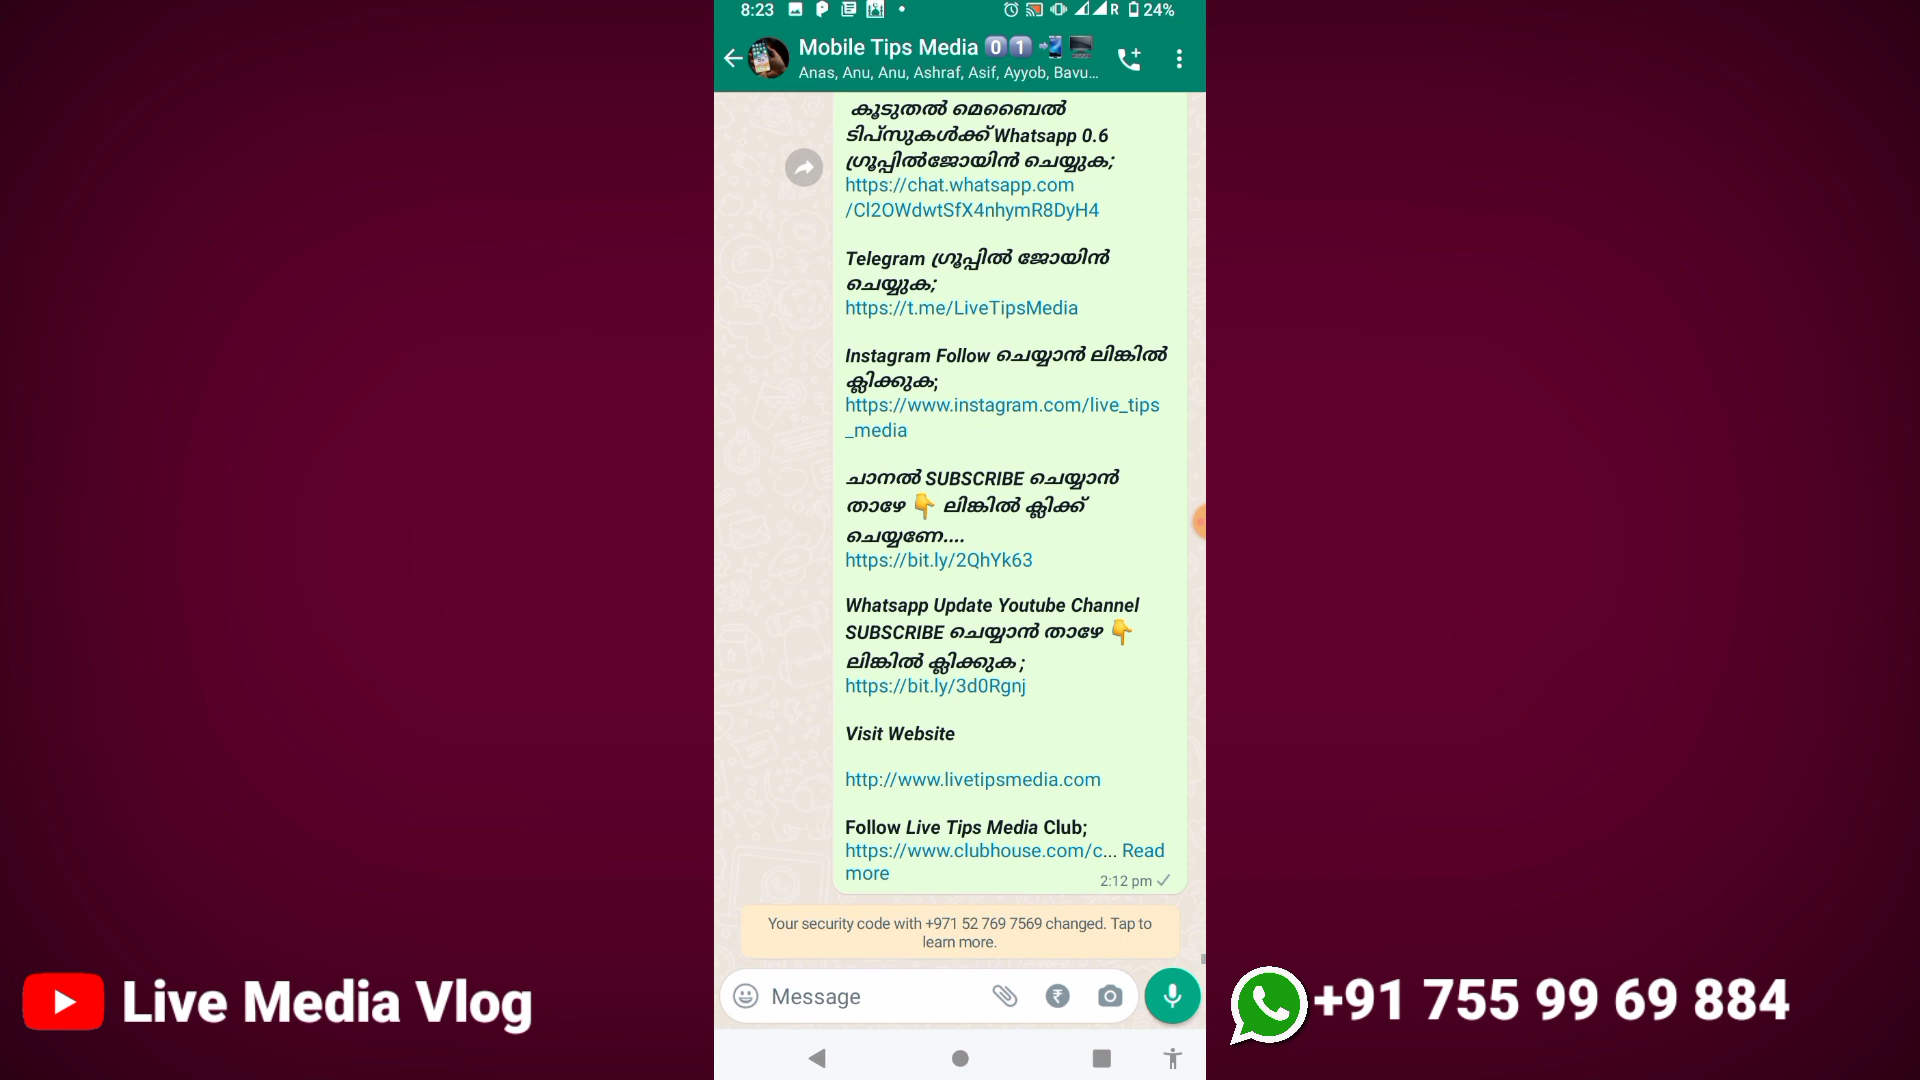 8:23
R 24%
Mobile Tips Media 0 1
Anas, Anu, Anu, Ashraf, Asif, Ayyob, Bavu...
കൂടുതൽ മെബൈൽ
ടിപ്സുകൾക്ക് Whatsapp 0.6
ഗ്രൂപ്പിൽജോയിൻ ചെയ്യുക;
https://chat.whatsapp.com
/Cl2OWdwtSfX4nhymR8DyH4
Telegram ഗ്രൂപ്പിൽ ജോയിൻ
ചെയ്യുക;
https://t.me/LiveTipsMedia
Instagram Follow ചെയ്യാൻ ലിങ്കിൽ
ക്ലിക്കുക;
https://www.instagram.com/live_tips
_media
ചാനൽ SUBSCRIBE ചെയ്യാൻ
താഴേ 👇 ലിങ്കിൽ ക്ലിക്ക്
ചെയ്യണേ....
https://bit.ly/2QhYk63
Whatsapp Update Youtube Channel
SUBSCRIBE ചെയ്യാൻ താഴേ 👇
ലിങ്കിൽ ക്ലിക്കുക ;
https://bit.ly/3d0Rgnj
Visit Website
http://www.livetipsmedia.com
Follow Live Tips Media Club;
https://www.clubhouse.com/c... Read
more
2:12 pm
Your security code with +971 52 769 7569 changed. Tap to
learn more.
Message
Live Media Vlog
+91 755 99 69 884